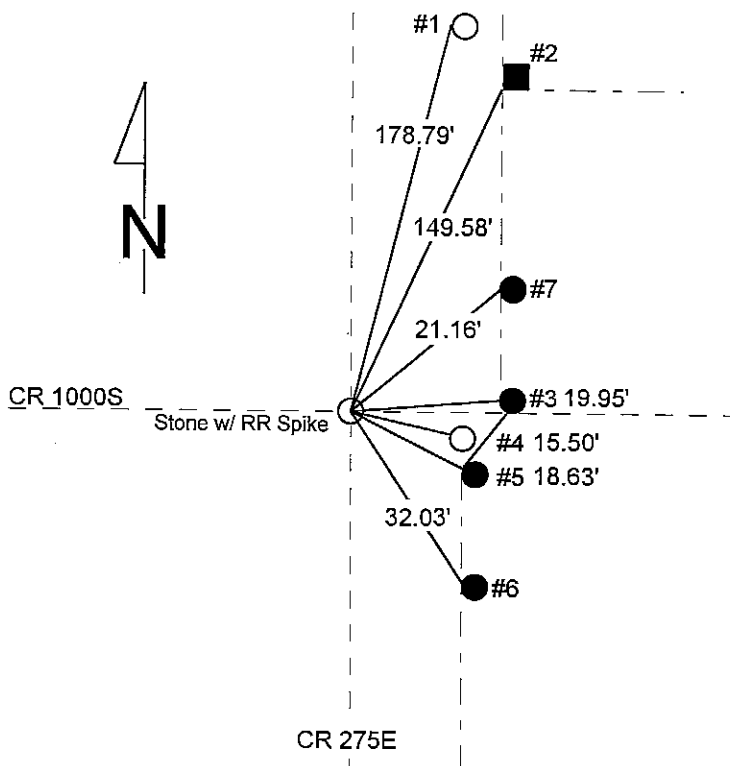 #1
#2
178.79'
N
149.58'
#7
21.16'
CR 1000S
#3 19.95'
Stone w/ RR Spike
#4 15.50'
#5 18.63'
32.03'
#6
CR 275E